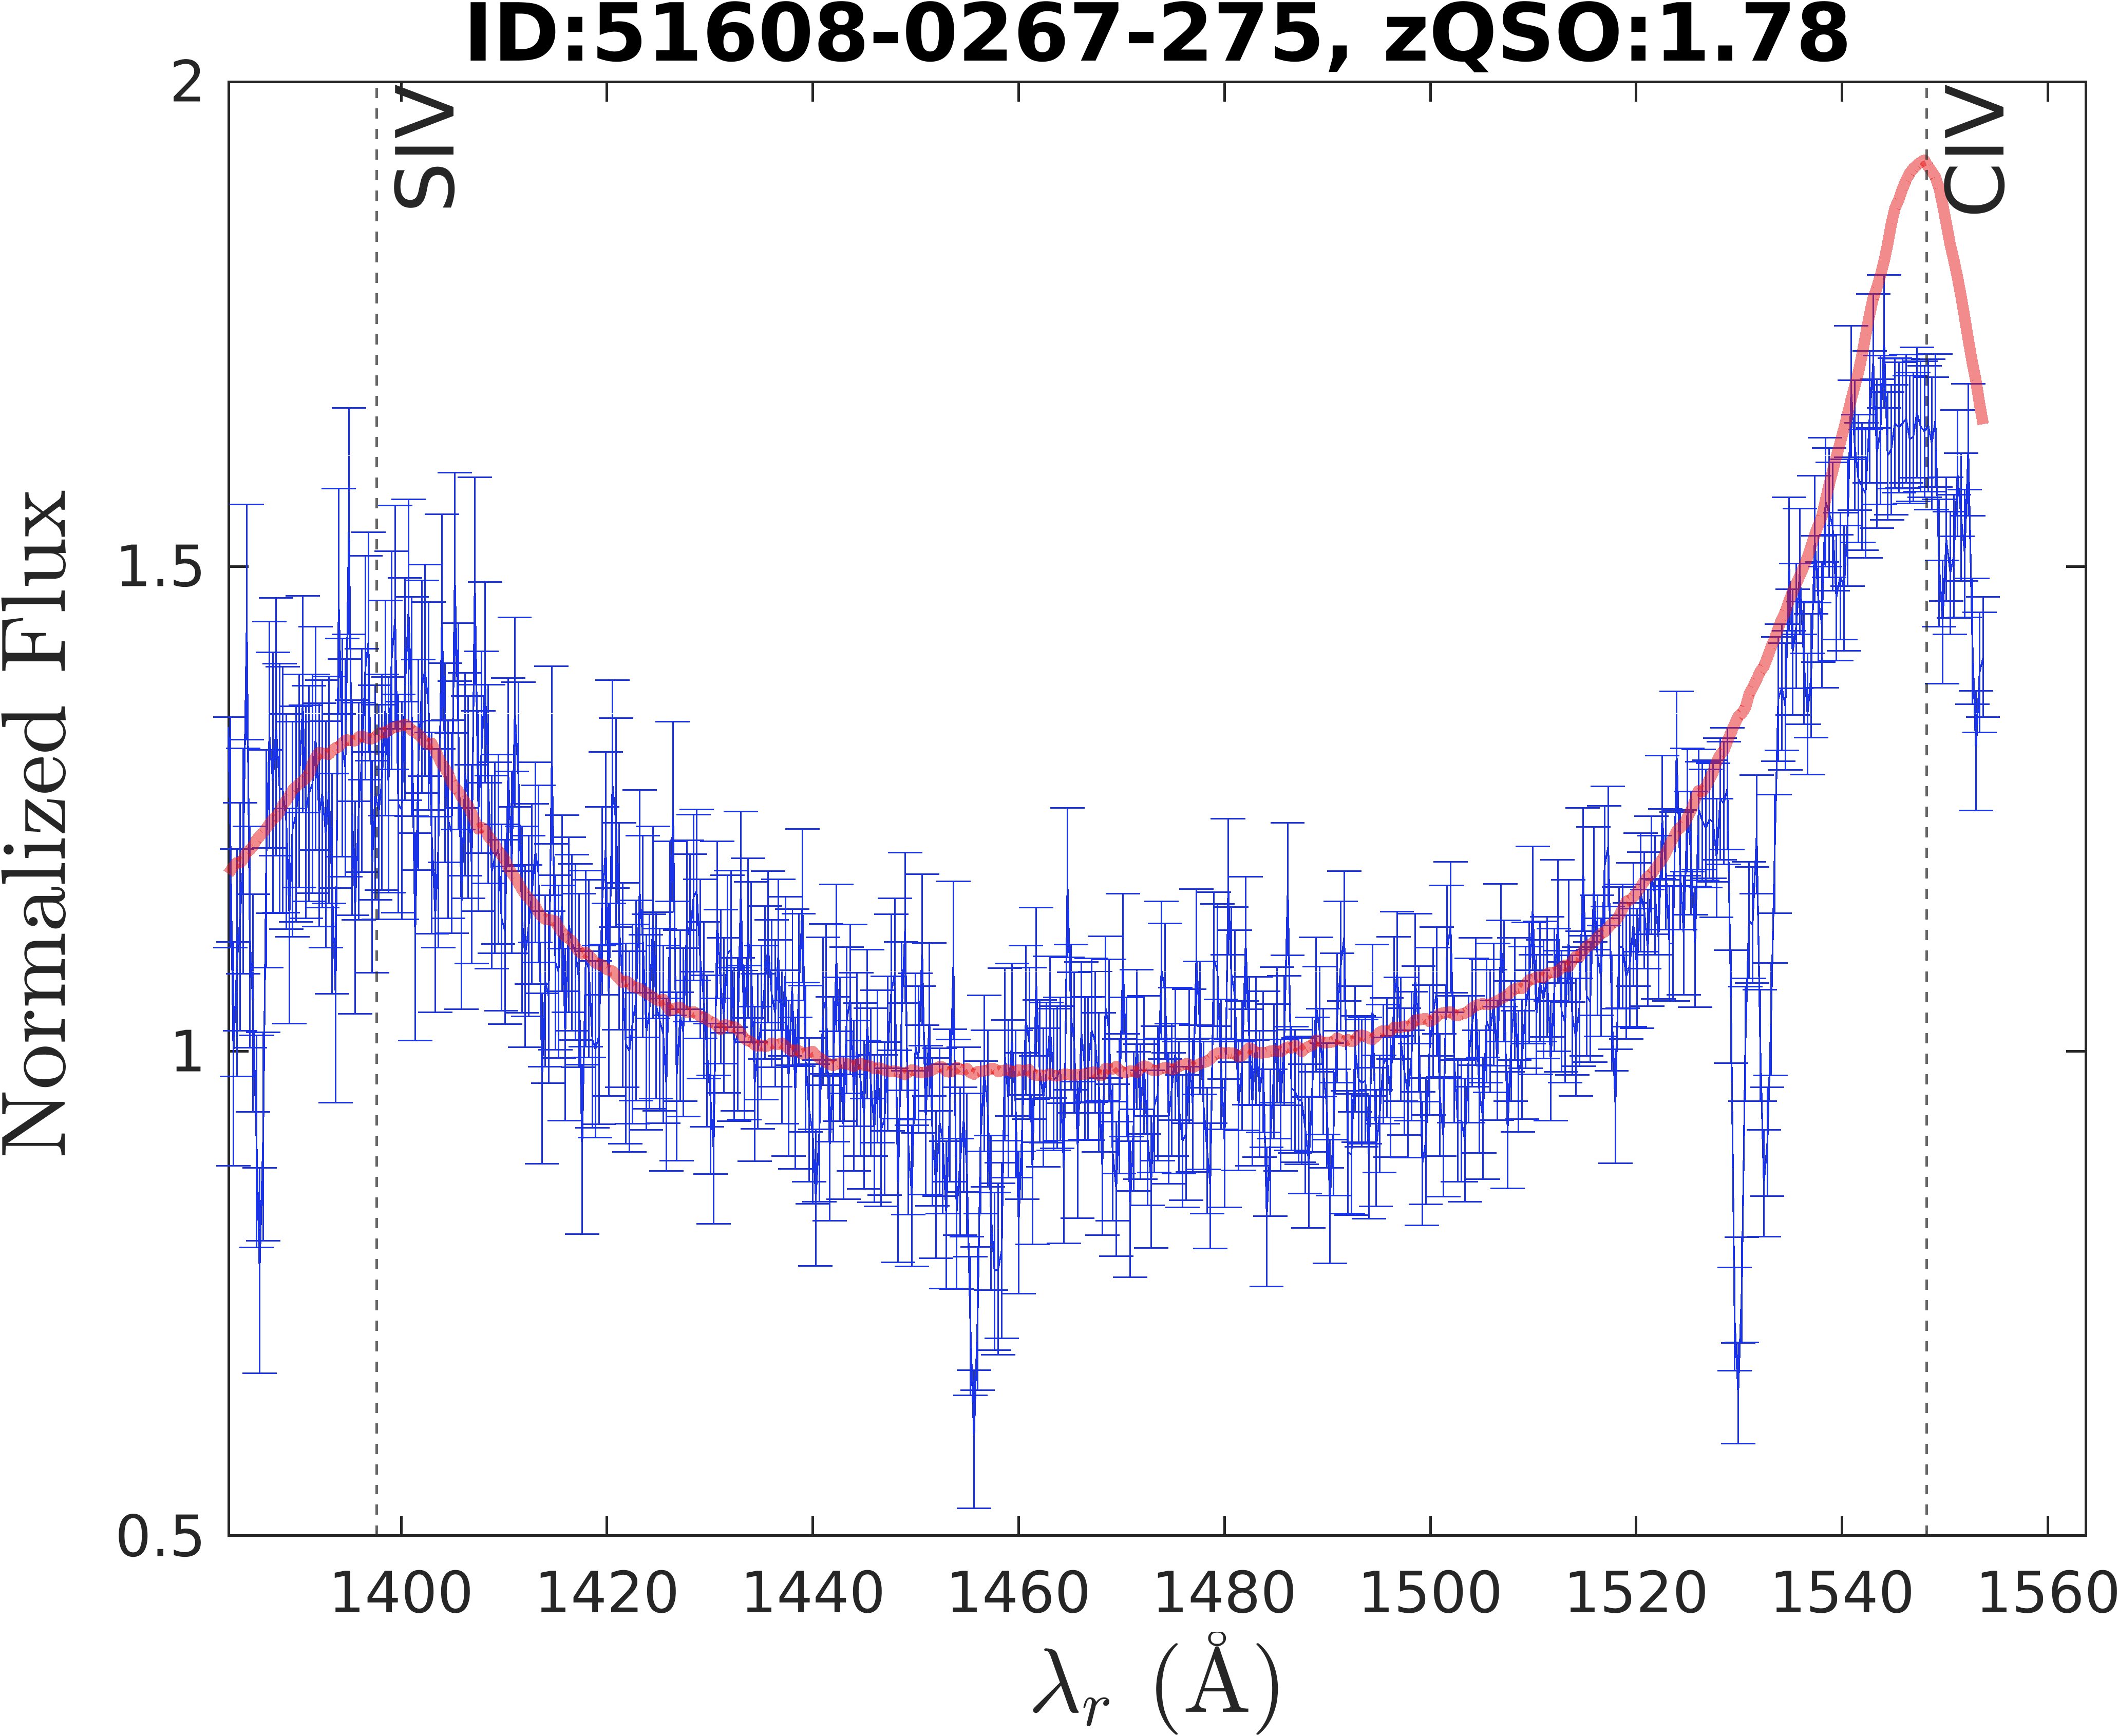 ID:51608-0267-275, zQSO:1.78
SIV
CIV
Normalized Flux
2
1.5
1
0.5
1400 1420 1440 1460 1480 1500 1520 1540 1560
λr (Å)